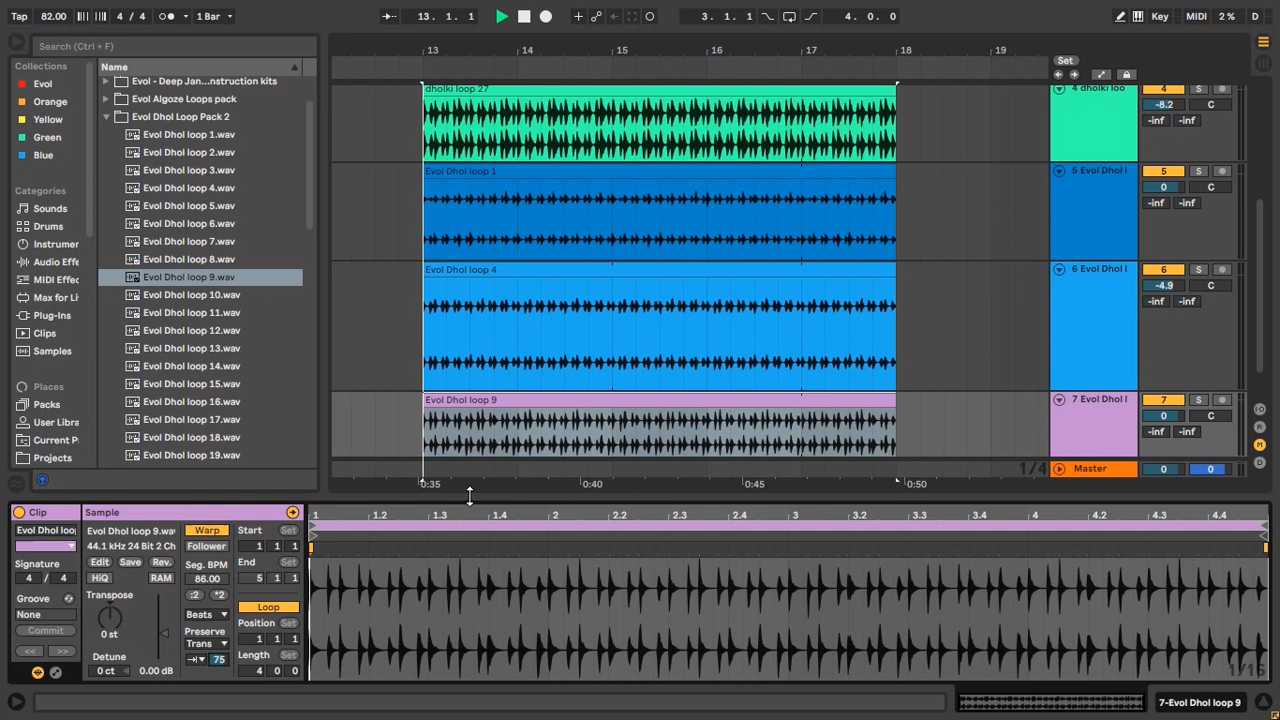 Tap 82.00 4 / 4 1 Bar 13. 1. 1 3. 1. 1 4. 0. 0 Key MIDI 2 % D
Search (Ctrl + F)
Collections
Evol
Orange
Yellow
Green
Blue
Categories
Sounds
Drums
Instrumer
Audio Effe
MIDI Effec
Max for Li
Plug-Ins
Clips
Samples
Places
Packs
User Libra
Current P
Projects
Name
Evol - Deep Jan...nstruction kits
Evol Algoze Loops pack
Evol Dhol Loop Pack 2
Evol Dhol loop 1.wav
Evol Dhol loop 2.wav
Evol Dhol loop 3.wav
Evol Dhol loop 4.wav
Evol Dhol loop 5.wav
Evol Dhol loop 6.wav
Evol Dhol loop 7.wav
Evol Dhol loop 8.wav
Evol Dhol loop 9.wav
Evol Dhol loop 10.wav
Evol Dhol loop 11.wav
Evol Dhol loop 12.wav
Evol Dhol loop 13.wav
Evol Dhol loop 14.wav
Evol Dhol loop 15.wav
Evol Dhol loop 16.wav
Evol Dhol loop 17.wav
Evol Dhol loop 18.wav
Evol Dhol loop 19.wav
13 14 15 16 17 18 19
Set
dholki loop 27
4 dholki loo 4 S
-8.2 C
-inf -inf
Evol Dhol loop 1
5 Evol Dhol l 5 S
0 C
-inf -inf
Evol Dhol loop 4
6 Evol Dhol l 6 S
-4.9 C
-inf -inf
Evol Dhol loop 9
7 Evol Dhol l 7 S
0 C
-inf -inf
1/4 Master 0 0
0:35 0:40 0:45 0:50
IO
R
M
D
Clip
Evol Dhol loop
Signature
4 / 4
Groove
None
Commit
<< >>
Sample
Evol Dhol loop 9.wav
44.1 kHz 24 Bit 2 Ch
Edit Save Rev.
HiQ RAM
Transpose
0 st
Detune
0 ct 0.00 dB
Warp
Follower
Seg. BPM
86.00
:2 *2
Beats
Preserve
Trans
75
Start Set
1 1 1
End Set
5 1 1
Loop
Position Set
1 1 1
Length Set
4 0 0
1 1.2 1.3 1.4 2 2.2 2.3 2.4 3 3.2 3.3 3.4 4 4.2 4.3 4.4
1/16
7-Evol Dhol loop 9